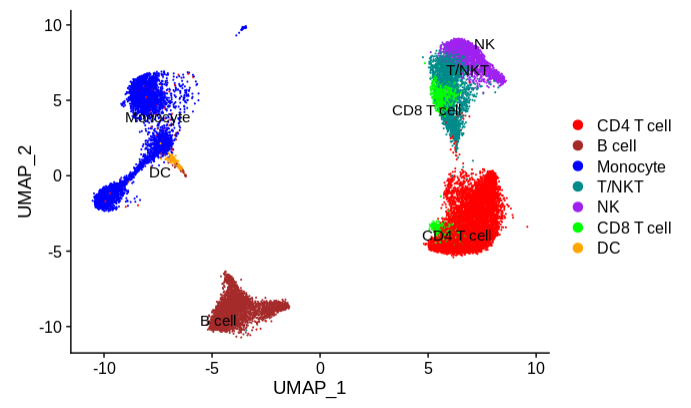 10
5
0
-5
-10
UMAP_2
-10
-5
0
5
10
UMAP_1
NK
T/NKT
CD8 T cell
Monocyte
DC
CD4 T cell
B cell
CD4 T cell
B cell
Monocyte
T/NKT
NK
CD8 T cell
DC